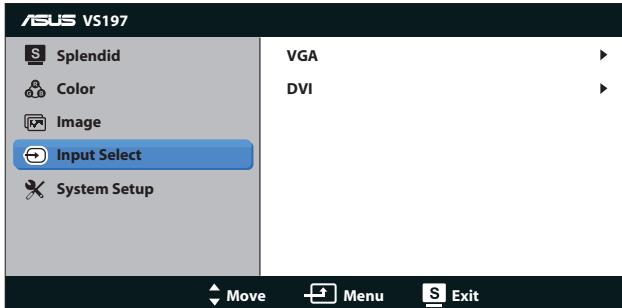 ASUS VS197
S Splendid
VGA
R G B Color
DVI
Image
Input Select
System Setup
Move Menu S Exit